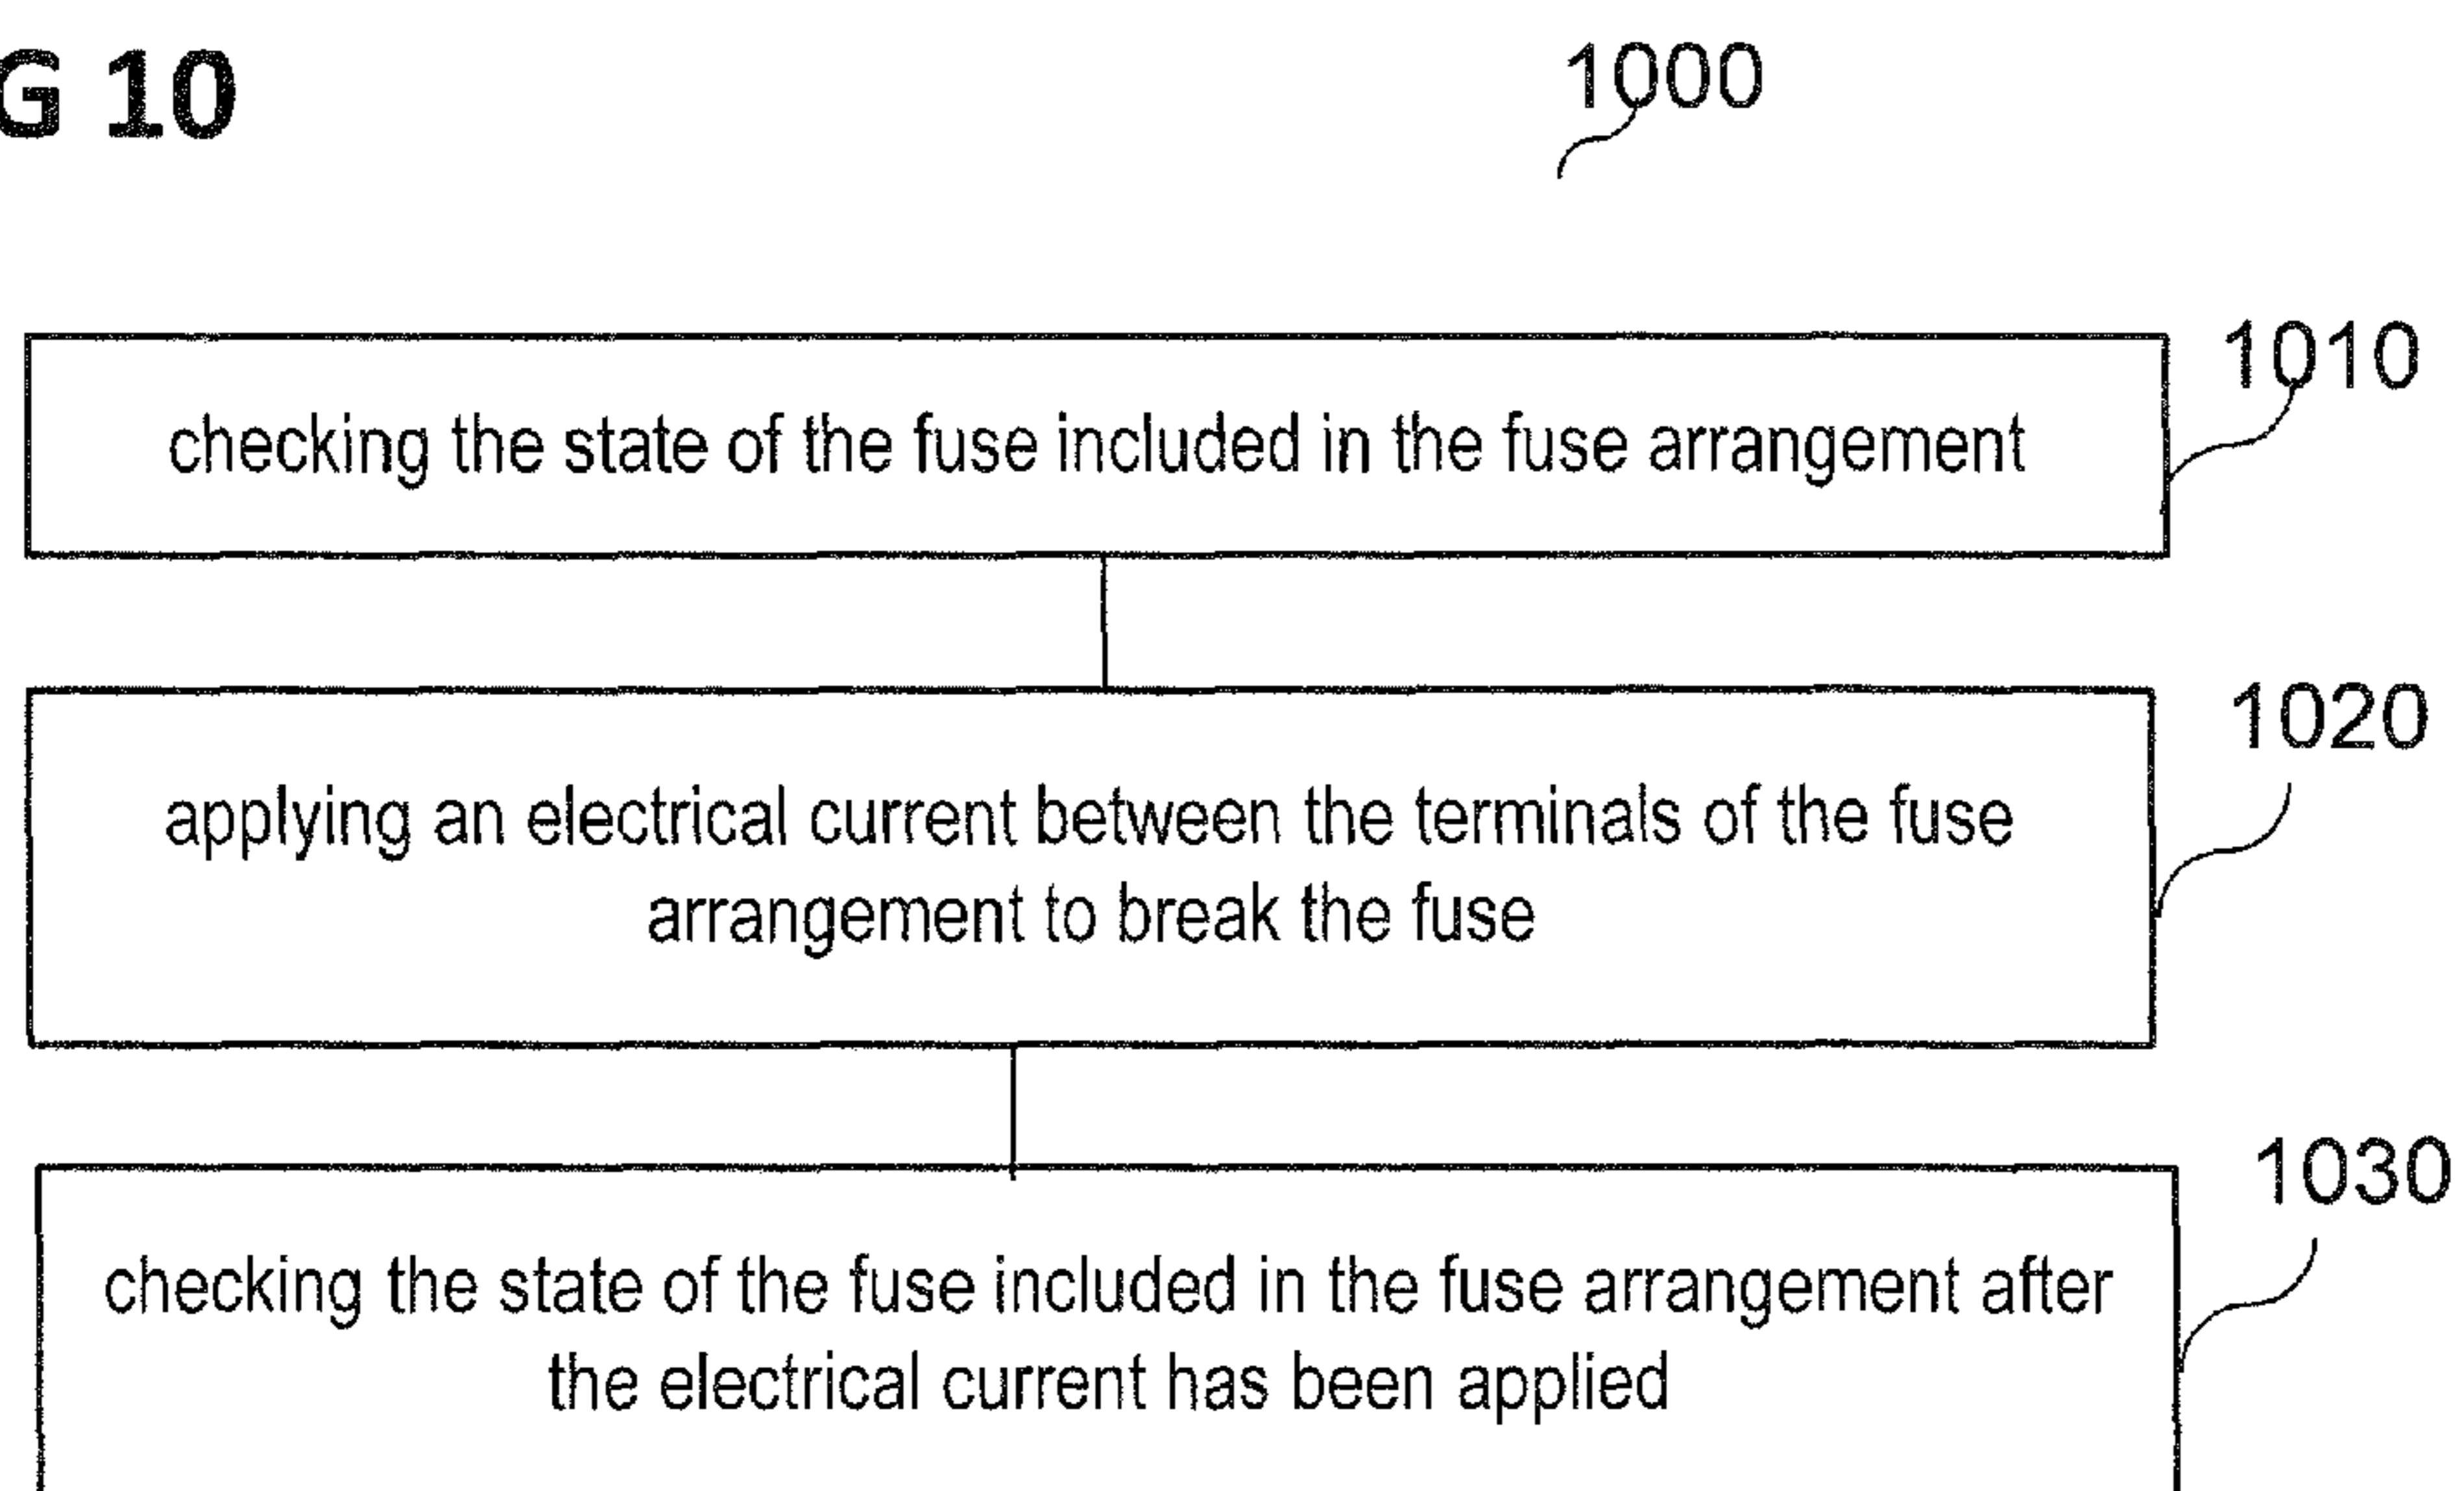 G 10
1000
1010
checking the state of the fuse included in the fuse arrangement
1020
applying an electrical current between the terminals of the fuse
arrangement to break the fuse
1030
checking the state of the fuse included in the fuse arrangement after
the electrical current has been applied